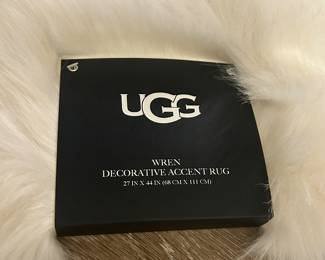 UGG
WREN
DECORATIVE ACCENT RUG
27 IN X 44 IN (68 CM X 111 CM)